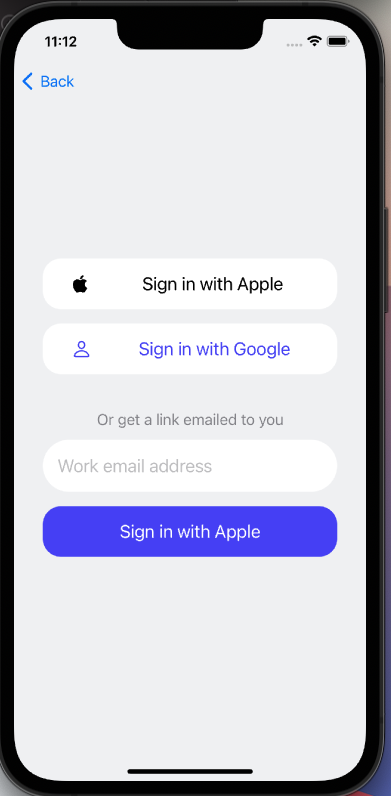 11:12
Back
Sign in with Apple
Sign in with Google
Or get a link emailed to you
Work email address
Sign in with Apple